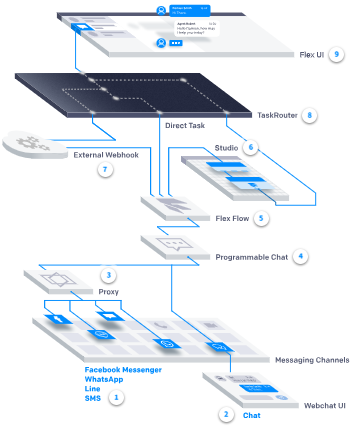 Flex UI 9
TaskRouter 8
Direct Task
Studio 6
External Webhook
7
Flex Flow 5
Programmable Chat 4
3
Proxy
Messaging Channels
Facebook Messenger
WhatsApp
Line
SMS 1
Webchat UI
2 Chat